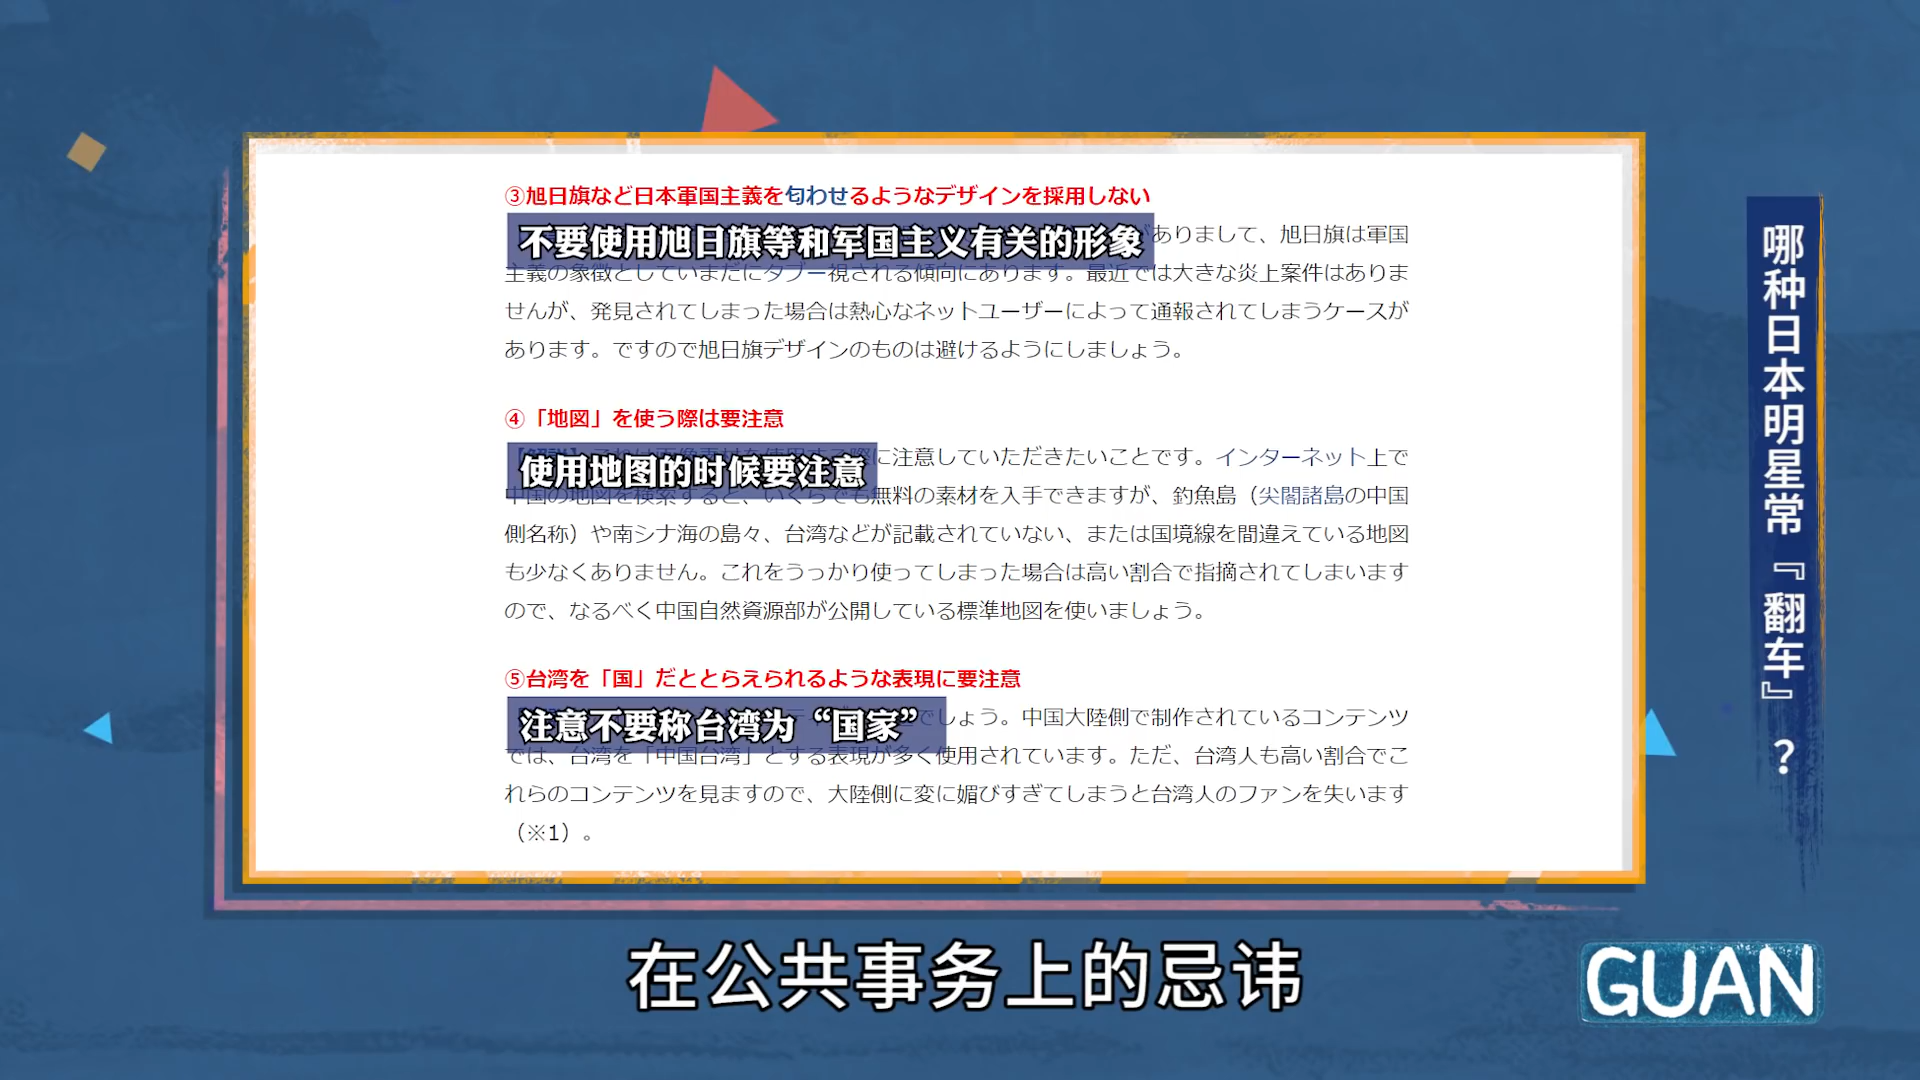 ③旭日旗など日本軍国主義を匂わせるようなデザインを採用しない
不要使用旭日旗等和军国主义有关的形象
がありまして、旭日旗は軍国
主義の象徴としていまだにタブー視される傾向にあります。最近では大きな炎上案件はありま
せんが、発見されてしまった場合は熱心なネットユーザーによって通報されてしまうケースが
あります。ですので旭日旗デザインのものは避けるようにしましょう。
④「地図」を使う際は要注意
使用地图的时候要注意
に注意していただきたいことです。インターネット上で
中国の地図を検索すると、いくらでも無料の素材を入手できますが、釣魚島（尖閣諸島の中国
側名称）や南シナ海の島々、台湾などが記載されていない、または国境線を間違えている地図
も少なくありません。これをうっかり使ってしまった場合は高い割合で指摘されてしまいます
ので、なるべく中国自然資源部が公開している標準地図を使いましょう。
⑤台湾を「国」だととらえられるような表現に要注意
注意不要称台湾为“国家”
でしょう。中国大陸側で制作されているコンテンツ
では、台湾を「中国台湾」とする表現が多く使用されています。ただ、台湾人も高い割合でこ
れらのコンテンツを見ますので、大陸側に変に媚びすぎてしまうと台湾人のファンを失います
（※1）。
哪种日本明星常『翻车』？
在公共事务上的忌讳
GUAN